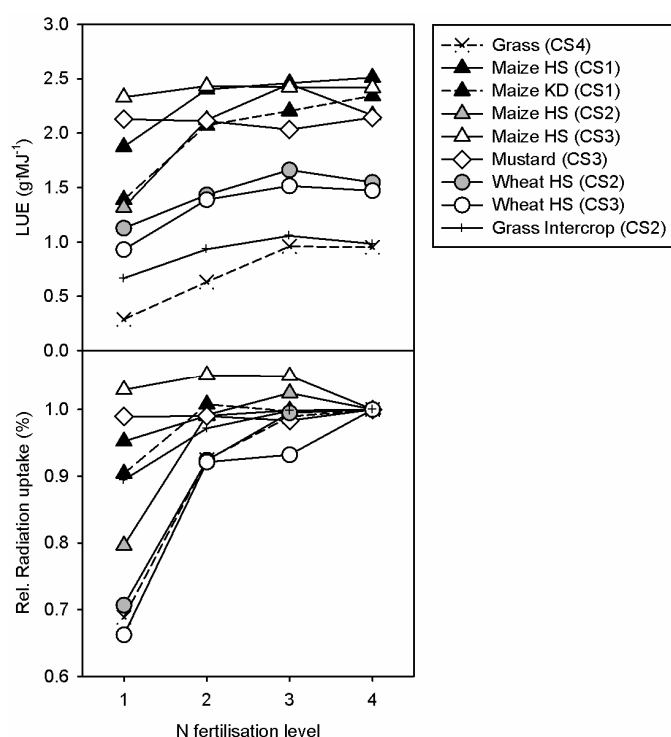 3.0
2.5
2.0
1.5
1.0
0.5
0.0
LUE (g·MJ⁻¹)
Grass (CS4)
Maize HS (CS1)
Maize KD (CS1)
Maize HS (CS2)
Maize HS (CS3)
Mustard (CS3)
Wheat HS (CS2)
Wheat HS (CS3)
Grass Intercrop (CS2)
1.0
0.9
0.8
0.7
0.6
Rel. Radiation uptake (%)
1 2 3 4
N fertilisation level